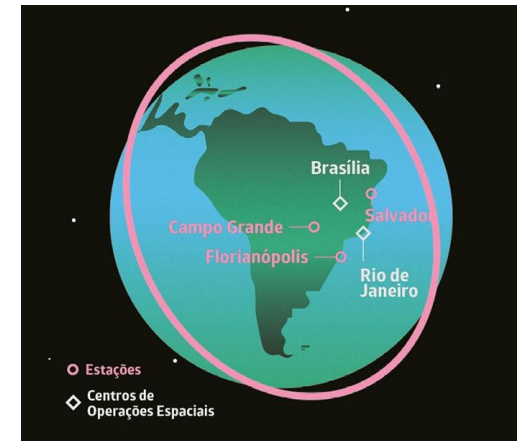 Brasília
Salvador
Campo Grande
Florianópolis
Rio de
Janeiro
Estações
Centros de
Operações Espaciais